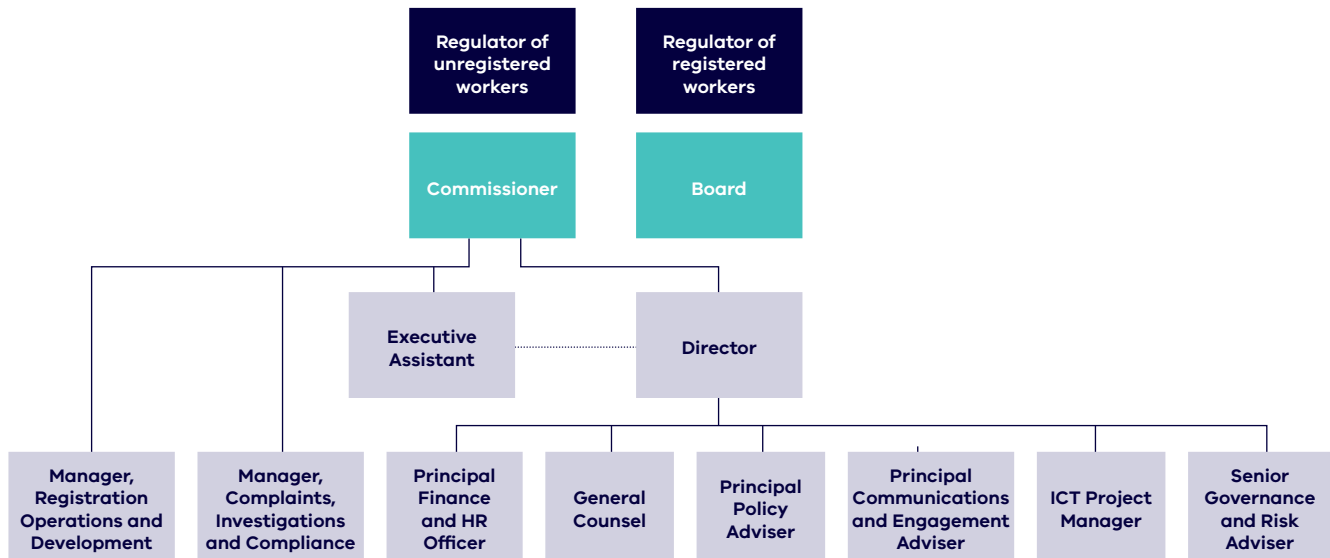 Regulator of
unregistered
workers
Regulator of
registered
workers
Commissioner
Board
Executive
Assistant
Director
Manager,
Registration
Operations and
Development
Manager,
Complaints,
Investigations
and Compliance
Principal
Finance
and HR
Officer
General
Counsel
Principal
Policy
Adviser
Principal
Communications
and Engagement
Adviser
ICT Project
Manager
Senior
Governance
and Risk
Adviser